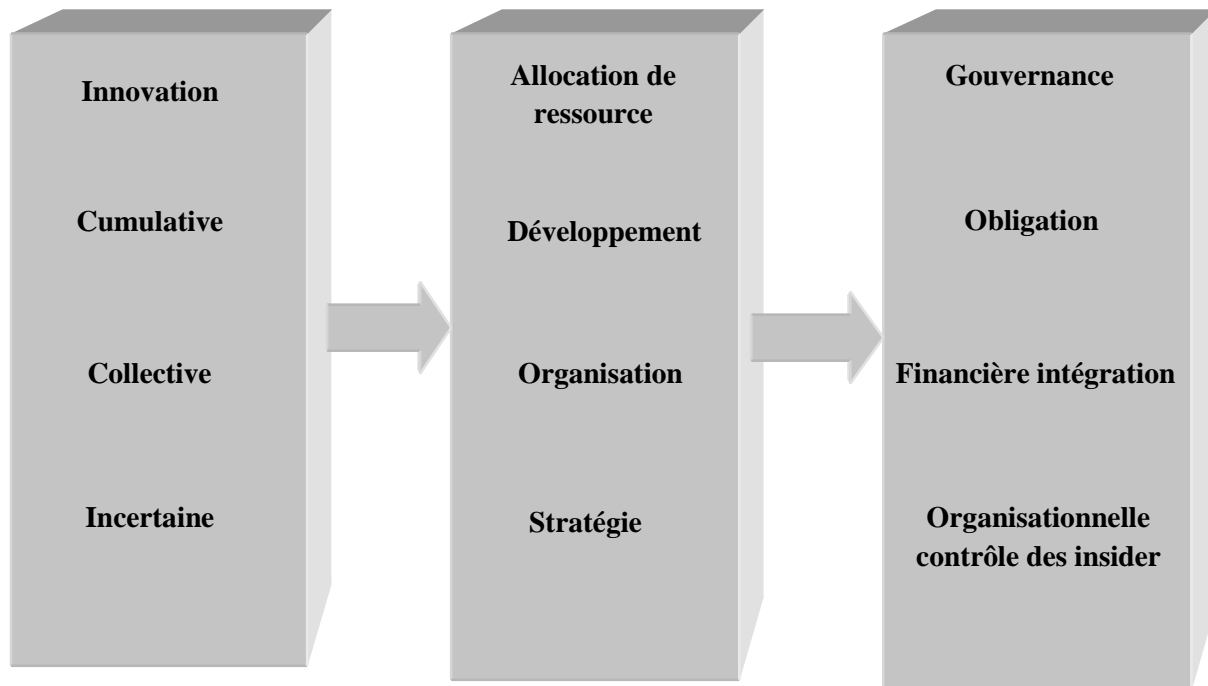 Innovation
Cumulative
Collective
Incertaine
Allocation de
ressource
Développement
Organisation
Stratégie
Gouvernance
Obligation
Financière intégration
Organisationnelle
contrôle des insider